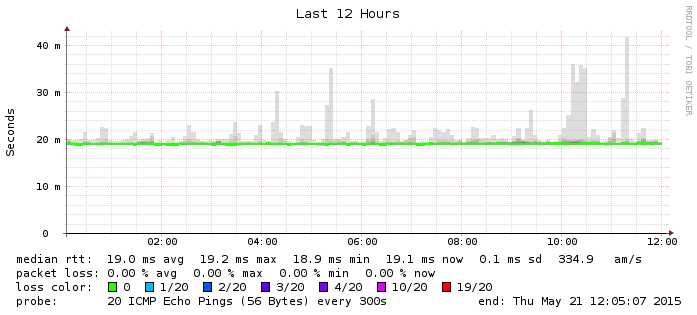 Last 12 Hours
RRDTOOL / TOBI OETIKER
Seconds
40 m
30 m
20 m
10 m
0
02:00 04:00 06:00 08:00 10:00 12:00
median rtt: 19.0 ms avg 19.2 ms max 18.9 ms min 19.1 ms now 0.1 ms sd 334.9 am/s
packet loss: 0.00 % avg 0.00 % max 0.00 % min 0.00 % now
loss color: 0 1/20 2/20 3/20 4/20 10/20 19/20
probe: 20 ICMP Echo Pings (56 Bytes) every 300s end: Thu May 21 12:05:07 2015